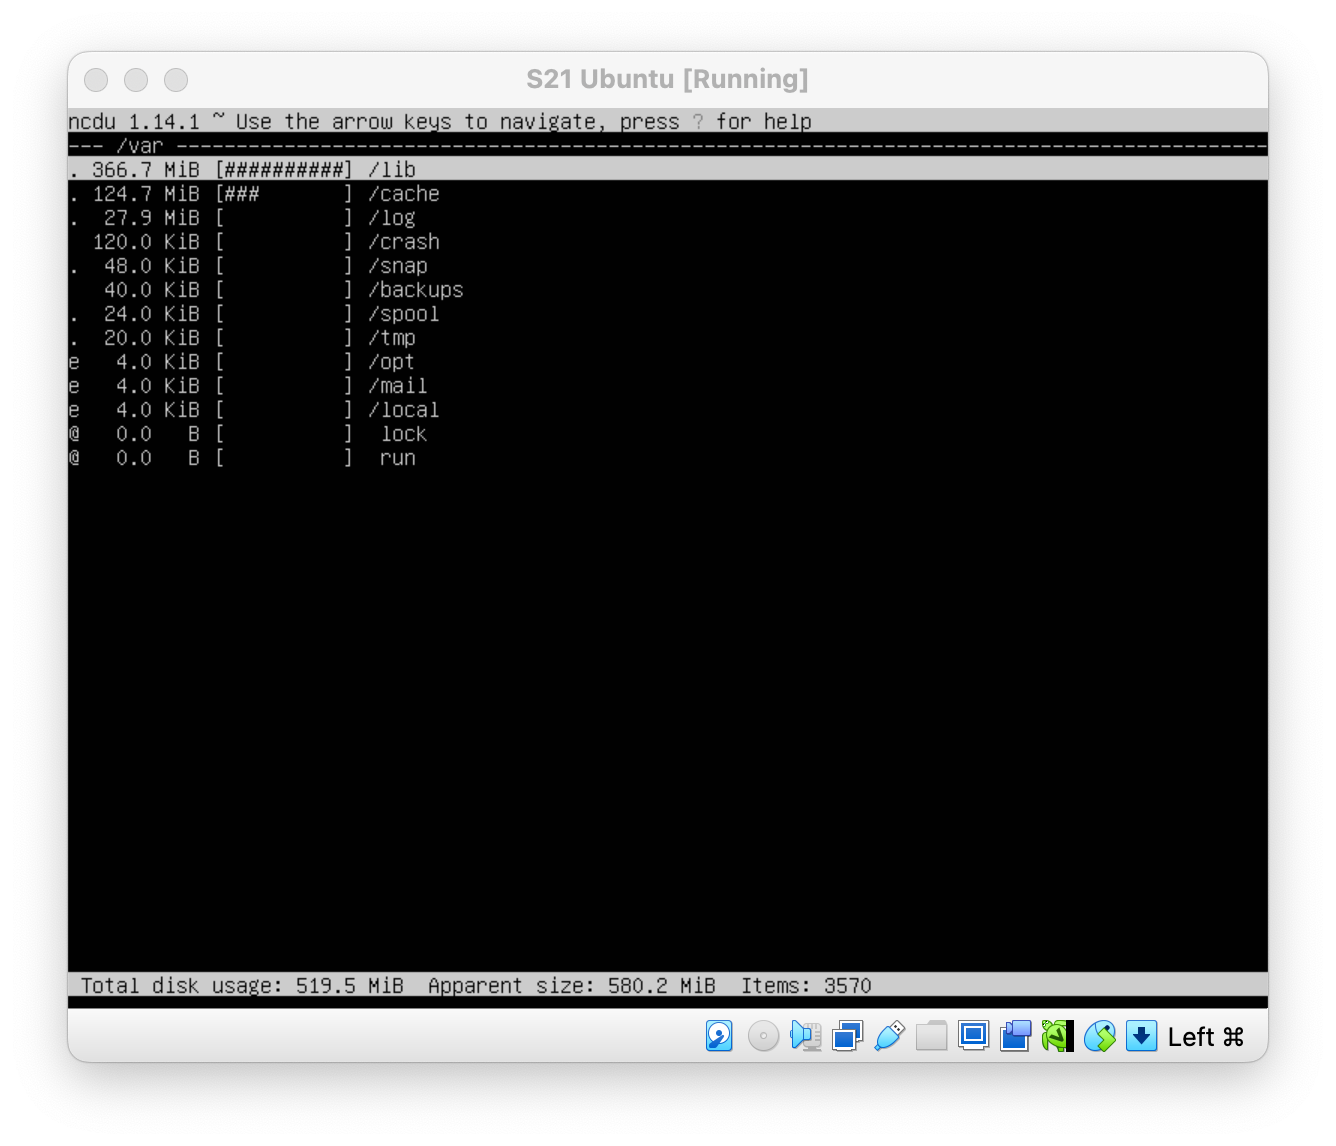 S21 Ubuntu [Running]
ncdu 1.14.1 ~ Use the arrow keys to navigate, press ? for help
--- /var -------------------------------------------------------------------------------------------
. 366.7 MiB [##########] /lib
. 124.7 MiB [###       ] /cache
.  27.9 MiB [          ] /log
  120.0 KiB [          ] /crash
.  48.0 KiB [          ] /snap
   40.0 KiB [          ] /backups
.  24.0 KiB [          ] /spool
.  20.0 KiB [          ] /tmp
e   4.0 KiB [          ] /opt
e   4.0 KiB [          ] /mail
e   4.0 KiB [          ] /local
@   0.0   B [          ]  lock
@   0.0   B [          ]  run
Total disk usage: 519.5 MiB  Apparent size: 580.2 MiB  Items: 3570
Left ⌘